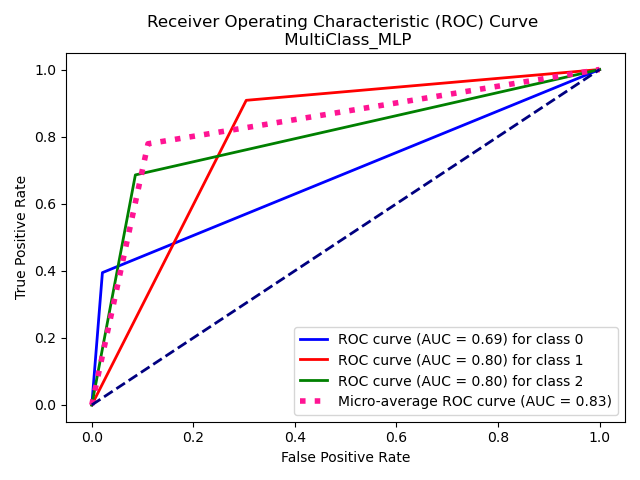 Receiver Operating Characteristic (ROC) Curve
MultiClass_MLP
1.0
0.8
0.6
0.4
0.2
0.0
True Positive Rate
ROC curve (AUC = 0.69) for class 0
ROC curve (AUC = 0.80) for class 1
ROC curve (AUC = 0.80) for class 2
Micro-average ROC curve (AUC = 0.83)
0.0 0.2 0.4 0.6 0.8 1.0
False Positive Rate